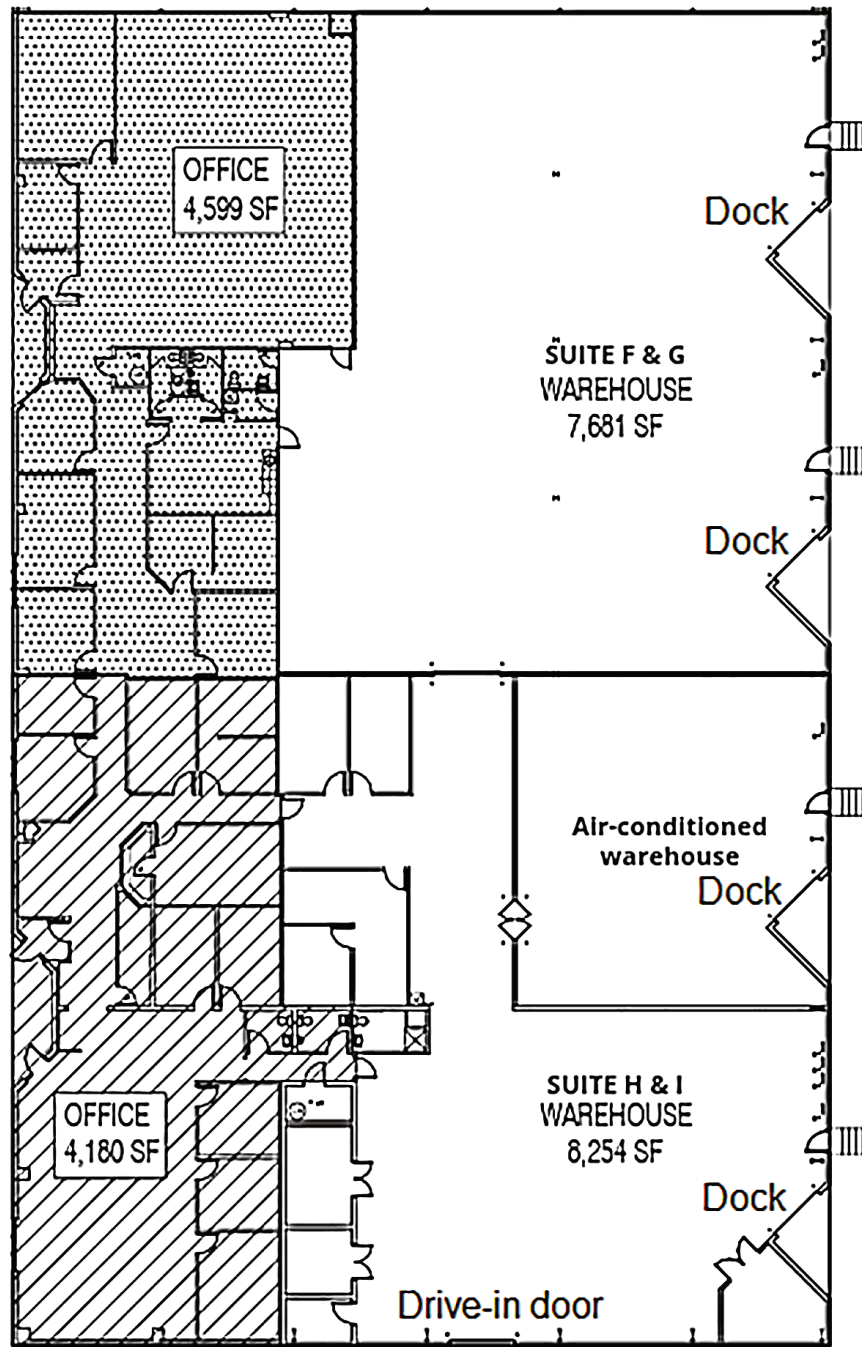 OFFICE
4,599 SF
Dock
SUITE F & G
WAREHOUSE
7,681 SF
Dock
Air-conditioned
warehouse
Dock
SUITE H & I
WAREHOUSE
8,254 SF
OFFICE
4,180 SF
Dock
Drive-in door